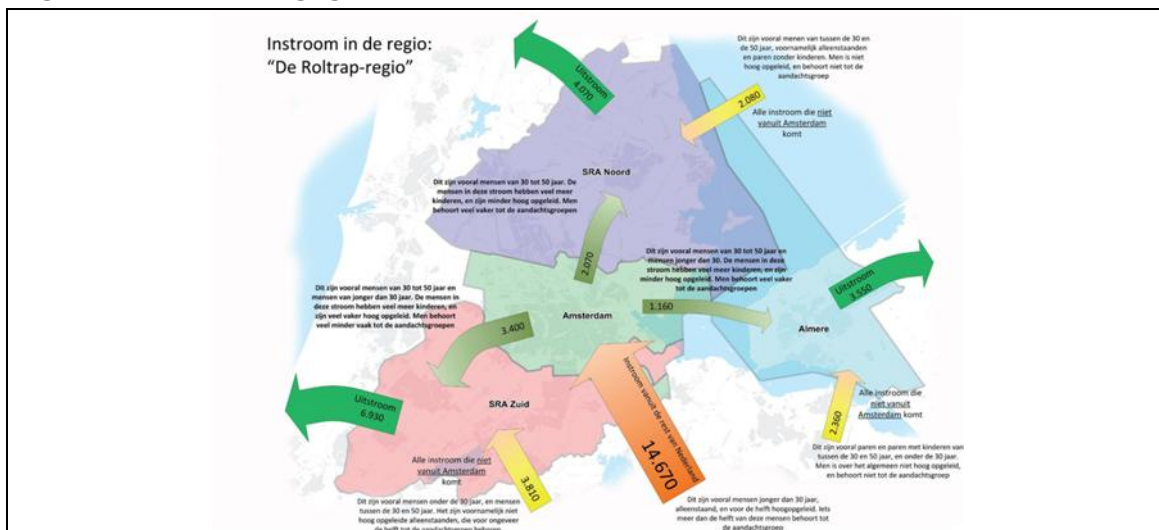 Instroom in de regio:
"De Roltrap-regio"
Uitstroom
4.070
Dit zijn vooral menen van tussen de 30 en
de 50 jaar, voornamelijk alleenstaanden
en paren zonder kinderen. Men is niet
hoog opgeleid, en behoort niet tot de
aandachtsgroep
2.080
Alle instroom die niet
vanuit Amsterdam
komt
SRA Noord
Dit zijn vooral mensen van 30 tot 50 jaar. De
mensen in deze stroom hebben veel meer
kinderen, en zijn minder hoog opgeleid. Men
behoort veel vaker tot de aandachtsgroepen
2.070
Dit zijn vooral mensen van 30 tot 50 jaar en
mensen jonger dan 30. De mensen in deze
stroom hebben veel meer kinderen, en zijn
minder hoog opgeleid. Men behoort veel vaker
tot de aandachtsgroepen
Uitstroom
3.550
Dit zijn vooral mensen van 30 tot 50 jaar en
mensen van jonger dan 30 jaar. De mensen in
deze stroom hebben veel meer kinderen, en
zijn veel vaker hoog opgeleid. Men behoort
veel minder vaak tot de aandachtsgroepen
1.160
Amsterdam
Almere
3.400
Instroom vanuit de rest van Nederland
14.670
Uitstroom
6.930
SRA Zuid
Alle instroom die
niet vanuit
Amsterdam komt
2.360
Alle instroom die niet
vanuit Amsterdam
komt
3.810
Dit zijn vooral paren en paren met kinderen van
tussen de 30 en 50 jaar, en onder de 30 jaar.
Men is over het algemeen niet hoog opgeleid,
en behoort niet tot de aandachtsgroep
Dit zijn vooral mensen onder de 30 jaar, en mensen
tussen de 30 en 50 jaar. Het zijn voornamelijk niet
hoog opgeleide alleenstaanden, die voor ongeveer
de helft tot de aandachtsgroep behoren
Dit zijn vooral mensen jonger dan 30 jaar,
alleenstaand, en voor de helft hoogopgeleid. Iets
meer dan de helft van deze mensen behoort tot
de aandachtsgroep